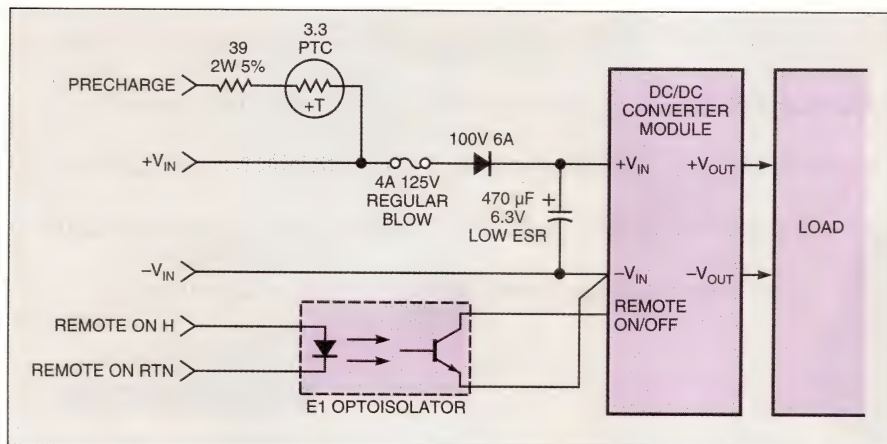 39
2W 5%
3.3
PTC
+T
PRECHARGE
+VIN
4A 125V
REGULAR
BLOW
100V 6A
470 µF
6.3V
LOW ESR
+
-VIN
REMOTE ON H
REMOTE ON RTN
E1 OPTOISOLATOR
DC/DC
CONVERTER
MODULE
+VIN
+VOUT
-VIN
-VOUT
REMOTE
ON/OFF
LOAD